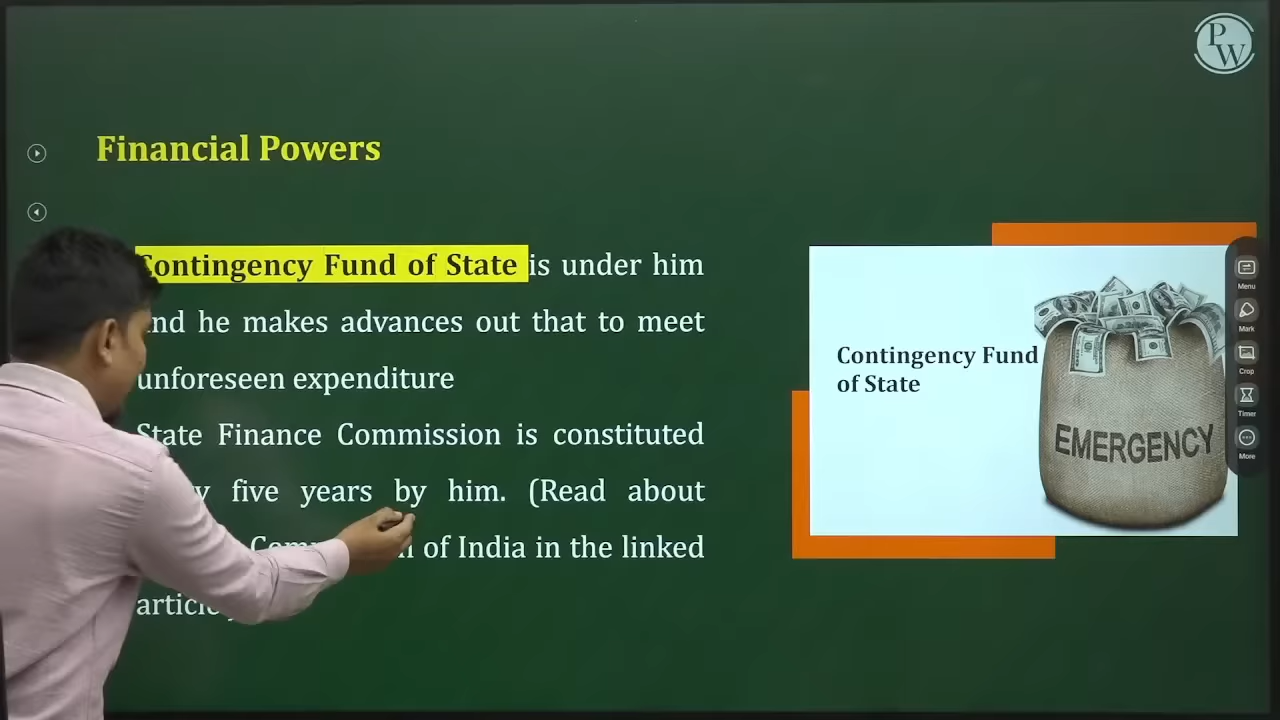 PW
Financial Powers
Contingency Fund of State is under him
and he makes advances out that to meet
unforeseen expenditure
State Finance Commission is constituted
five years by him. (Read about
of India in the linked
Contingency Fund
of State
EMERGENCY
Menu
Mark
Crop
Timer
More